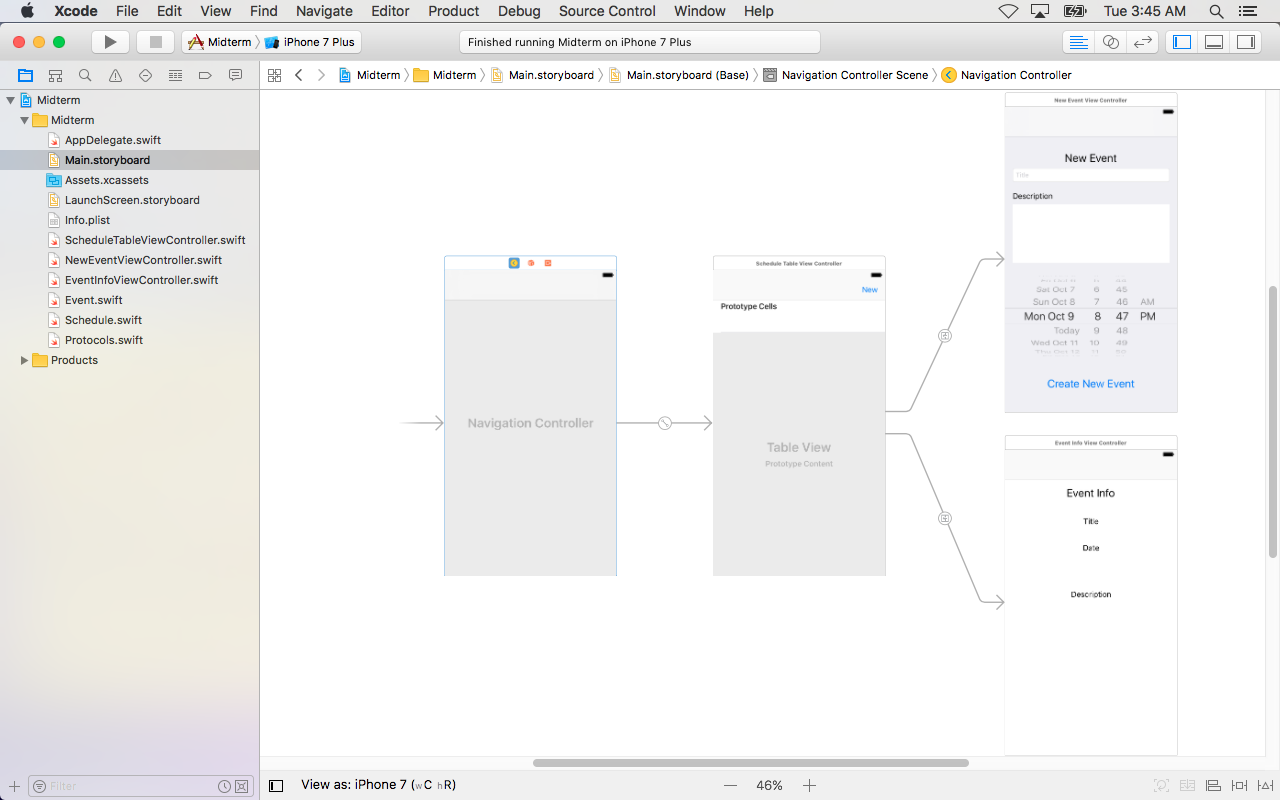 Xcode File Edit View Find Navigate Editor Product Debug Source Control Window Help Tue 3:45 AM
Midterm iPhone 7 Plus Finished running Midterm on iPhone 7 Plus
Midterm Midterm Main.storyboard Main.storyboard (Base) Navigation Controller Scene Navigation Controller
Midterm
Midterm
AppDelegate.swift
Main.storyboard
Assets.xcassets
LaunchScreen.storyboard
Info.plist
ScheduleTableViewController.swift
NewEventViewController.swift
EventInfoViewController.swift
Event.swift
Schedule.swift
Protocols.swift
Products
Filter
Navigation Controller
Schedule Table View Controller
New
Prototype Cells
Table View
Prototype Content
New Event View Controller
New Event
Title
Description
Sat Oct 7 6 45
Sun Oct 8 7 46 AM
Mon Oct 9 8 47 PM
Today 9 48
Wed Oct 11 10 49
Create New Event
Event Info View Controller
Event Info
Title
Date
Description
View as: iPhone 7 (wC hR) 46%